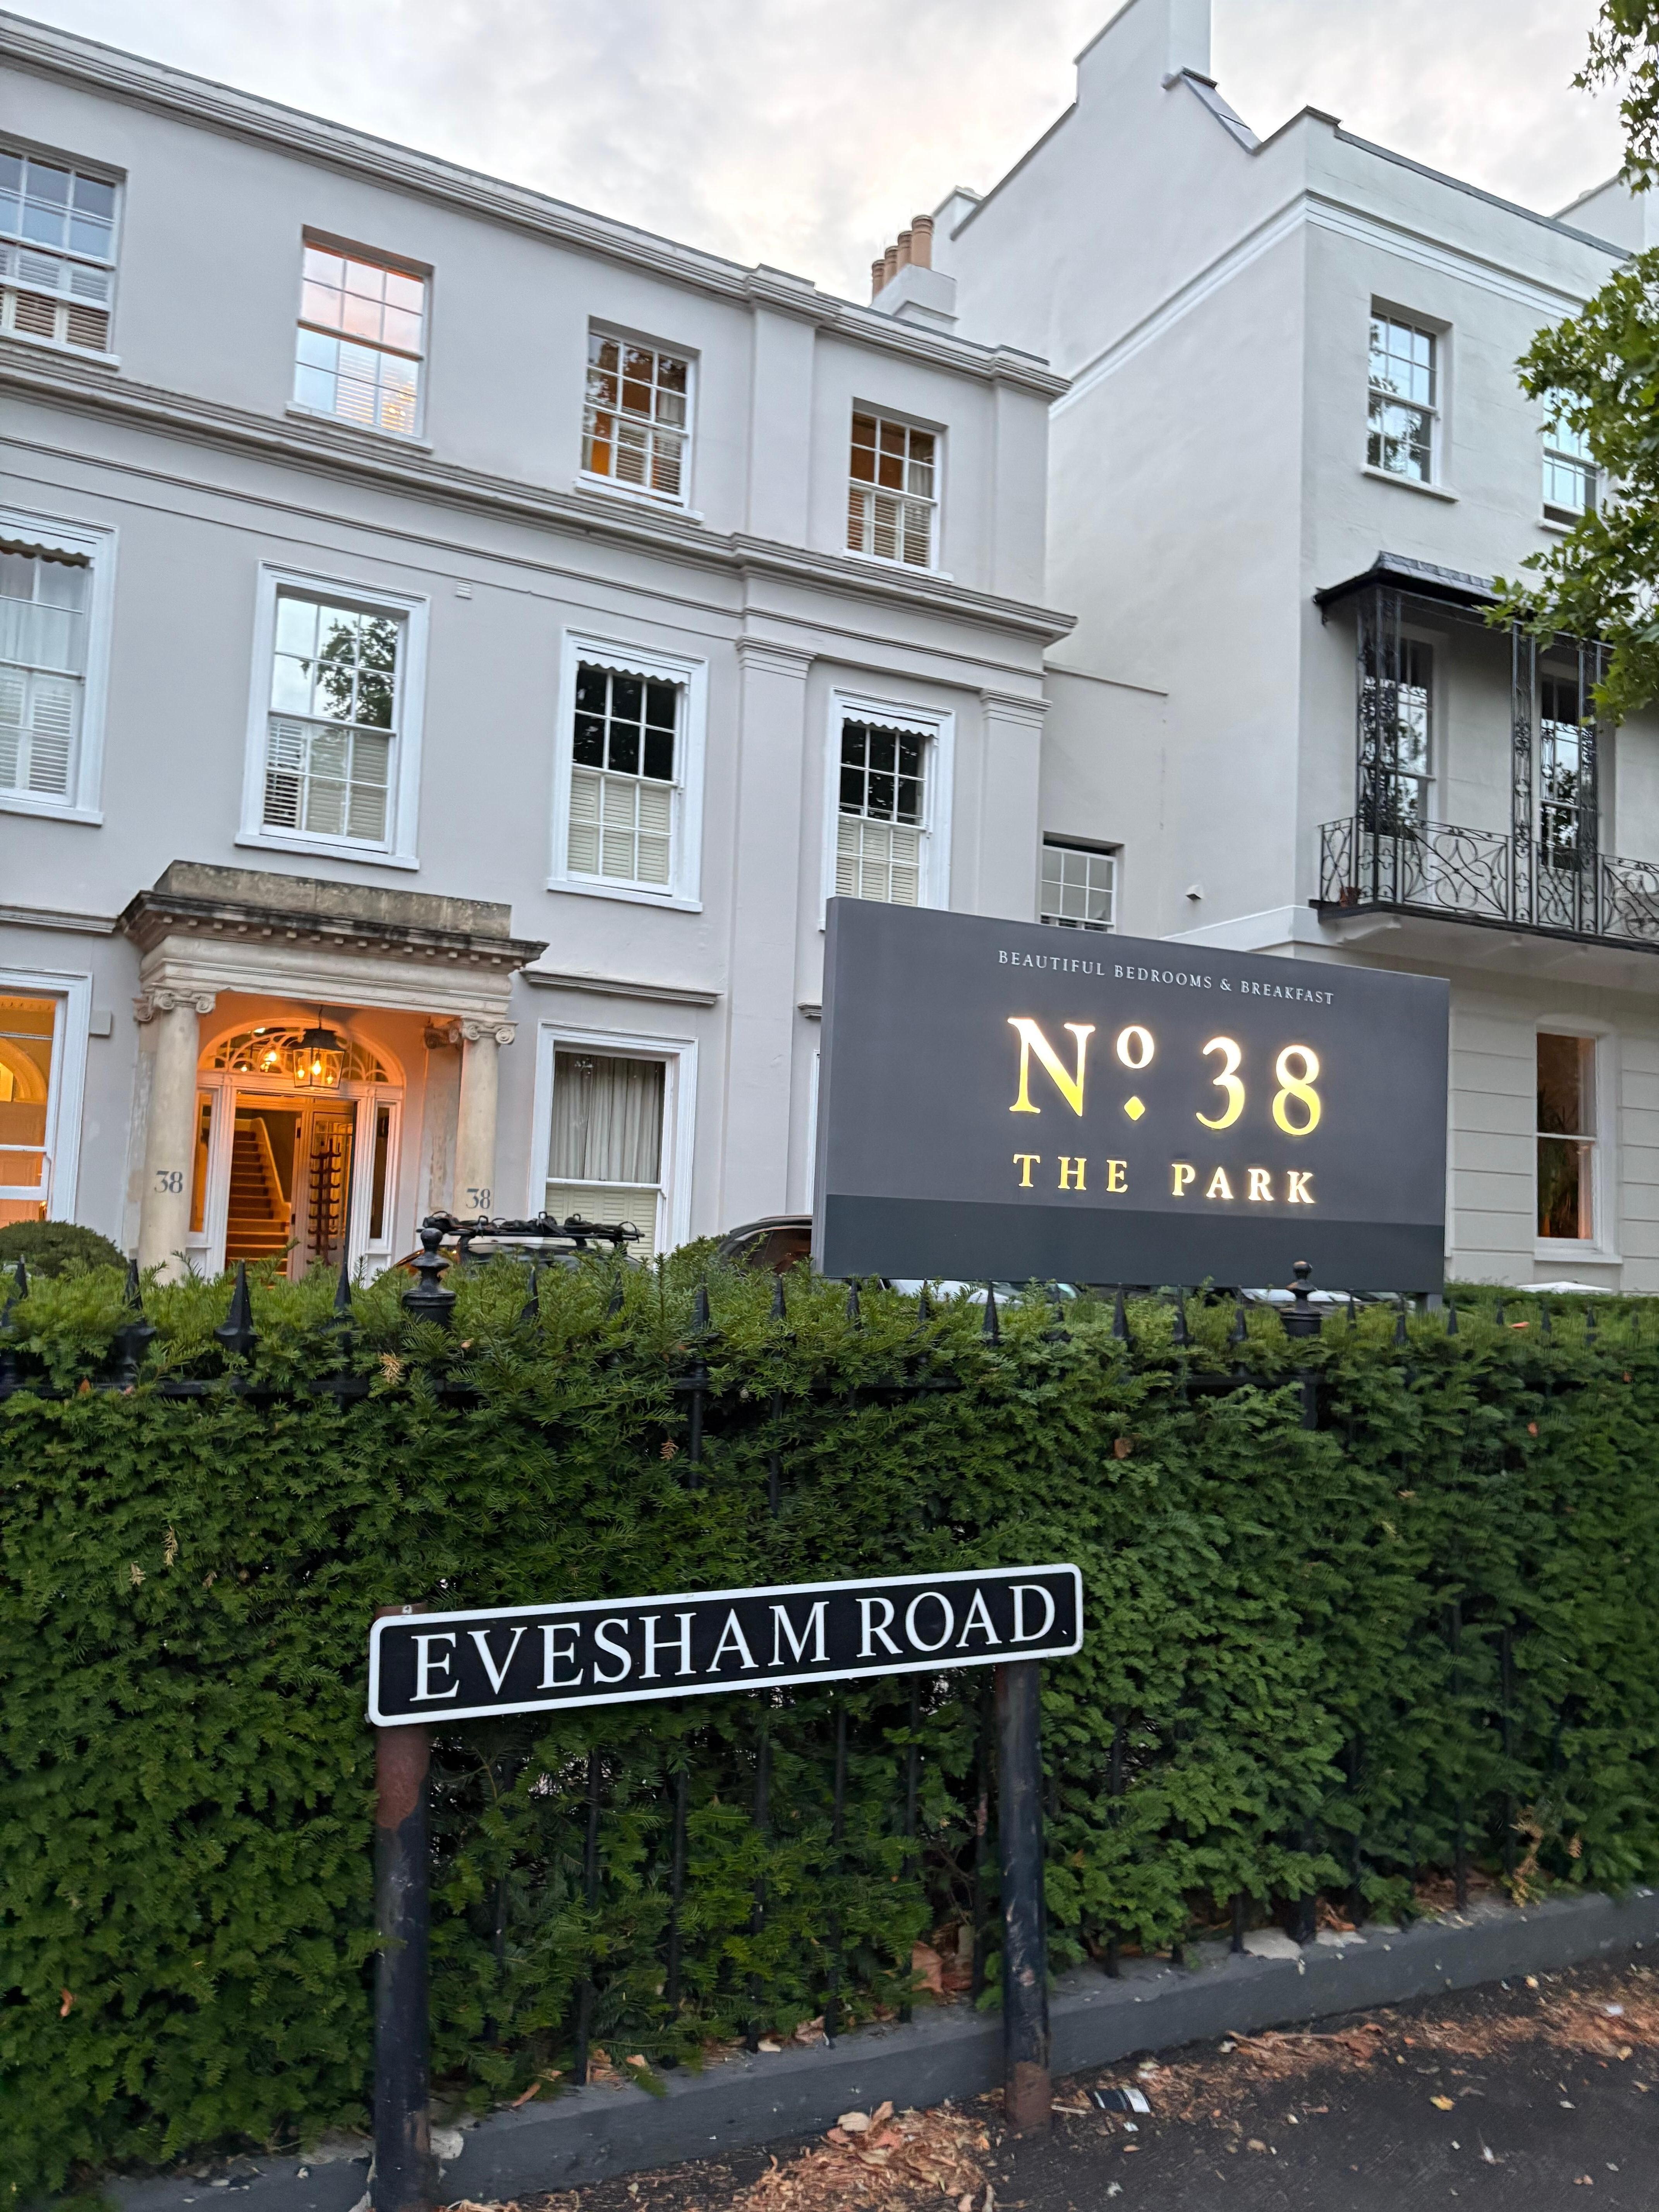 BEAUTIFUL BEDROOMS & BREAKFAST
Nº 38
THE PARK
38
38
EVESHAM ROAD